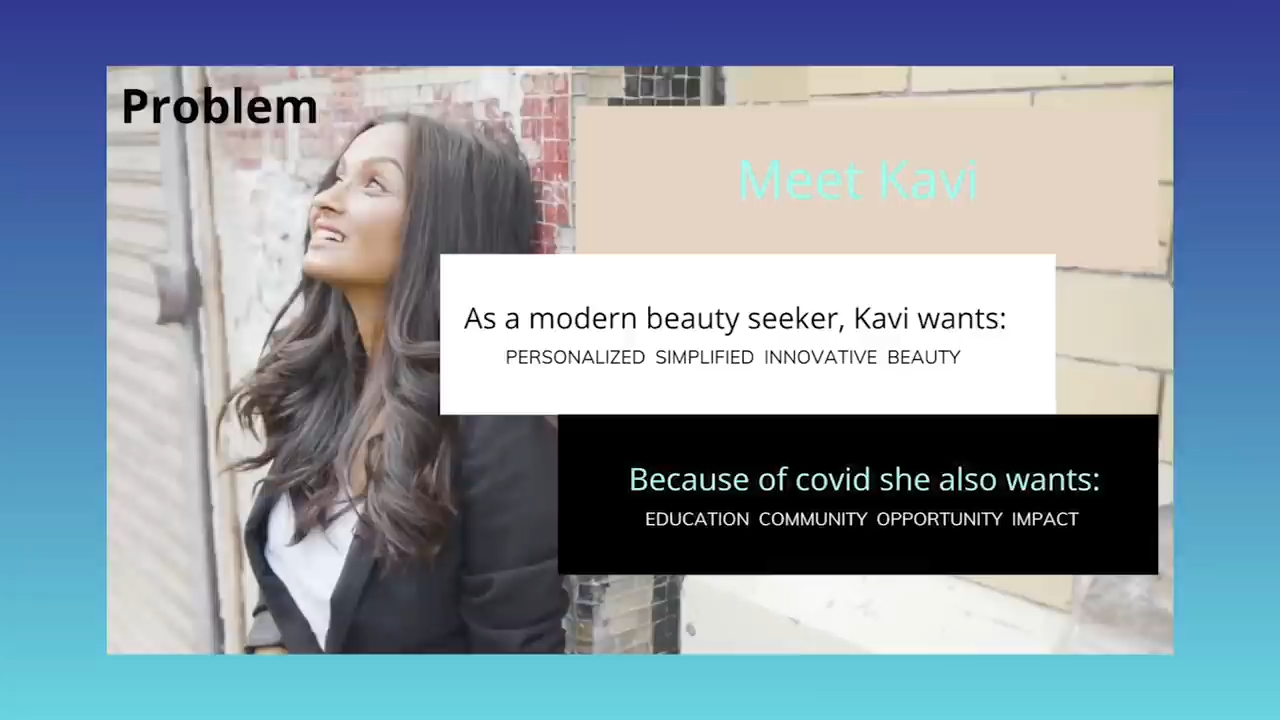 Problem
Meet Kavi
As a modern beauty seeker, Kavi wants:
PERSONALIZED SIMPLIFIED INNOVATIVE BEAUTY
Because of covid she also wants:
EDUCATION COMMUNITY OPPORTUNITY IMPACT